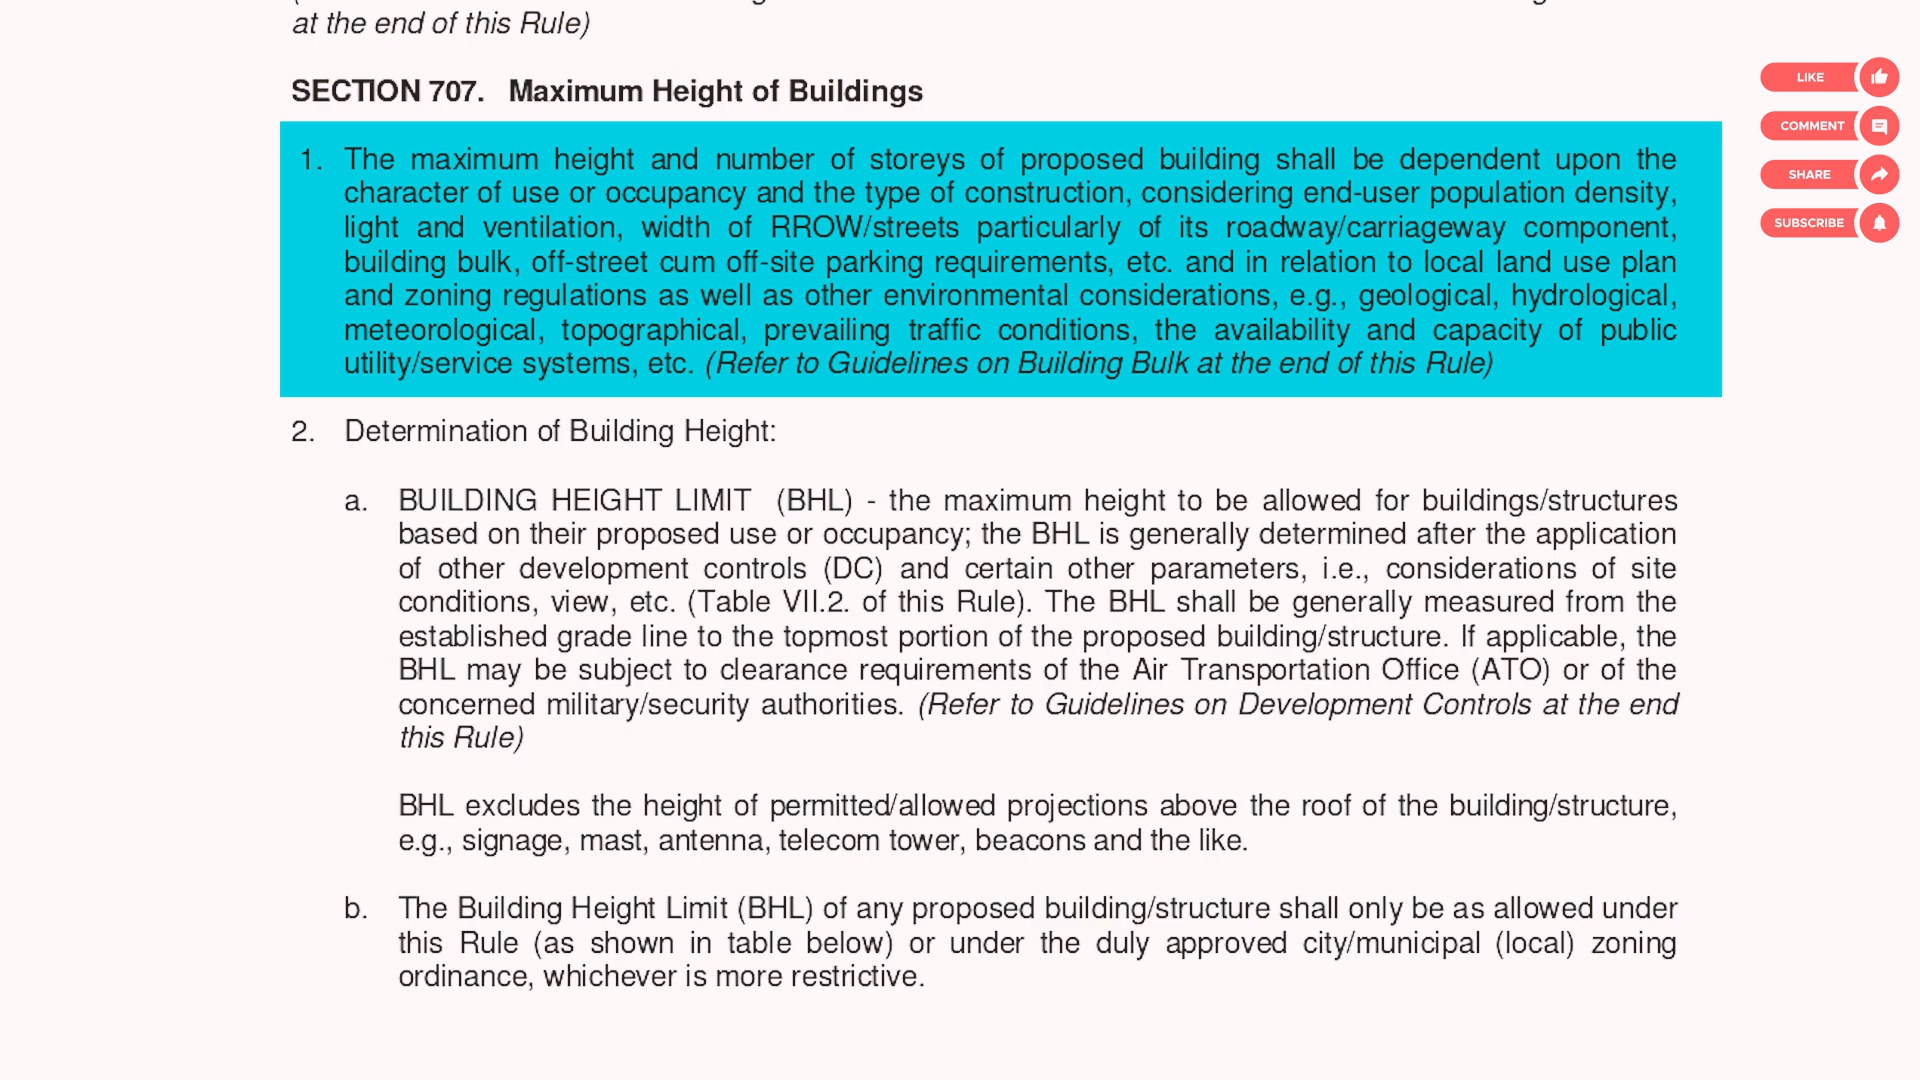 at the end of this Rule)
SECTION 707. Maximum Height of Buildings
1. The maximum height and number of storeys of proposed building shall be dependent upon the
character of use or occupancy and the type of construction, considering end-user population density,
light and ventilation, width of RROW/streets particularly of its roadway/carriageway component,
building bulk, off-street cum off-site parking requirements, etc. and in relation to local land use plan
and zoning regulations as well as other environmental considerations, e.g., geological, hydrological,
meteorological, topographical, prevailing traffic conditions, the availability and capacity of public
utility/service systems, etc. (Refer to Guidelines on Building Bulk at the end of this Rule)
2. Determination of Building Height:
a. BUILDING HEIGHT LIMIT (BHL) - the maximum height to be allowed for buildings/structures
based on their proposed use or occupancy; the BHL is generally determined after the application
of other development controls (DC) and certain other parameters, i.e., considerations of site
conditions, view, etc. (Table VII.2. of this Rule). The BHL shall be generally measured from the
established grade line to the topmost portion of the proposed building/structure. If applicable, the
BHL may be subject to clearance requirements of the Air Transportation Office (ATO) or of the
concerned military/security authorities. (Refer to Guidelines on Development Controls at the end
this Rule)
BHL excludes the height of permitted/allowed projections above the roof of the building/structure,
e.g., signage, mast, antenna, telecom tower, beacons and the like.
b. The Building Height Limit (BHL) of any proposed building/structure shall only be as allowed under
this Rule (as shown in table below) or under the duly approved city/municipal (local) zoning
ordinance, whichever is more restrictive.
LIKE
COMMENT
SHARE
SUBSCRIBE